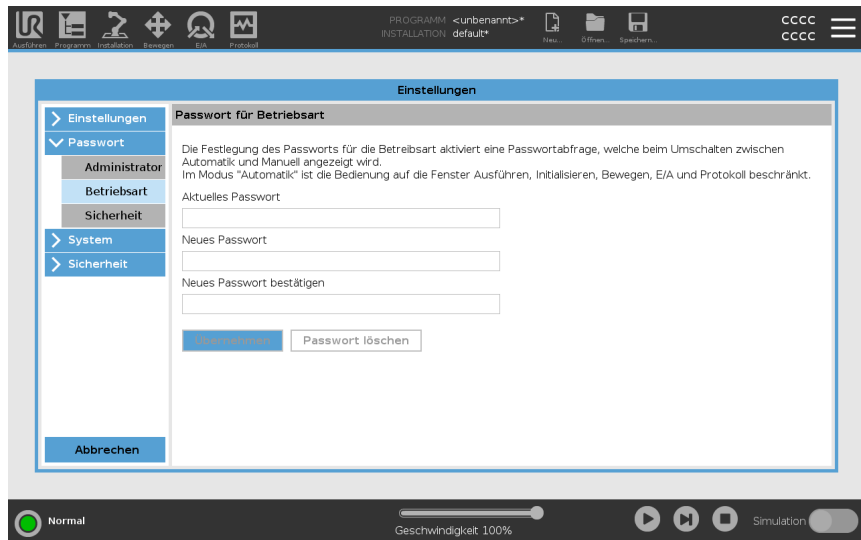 UR
PROGRAMM <unbenannt>*
INSTALLATION default*
CCCC
CCCC
Ausführen Programm Installation Bewegen E/A Protokoll Neu... Öffnen... Speichern...
Einstellungen
Einstellungen
Passwort
Administrator
Betriebsart
Sicherheit
System
Sicherheit
Abbrechen
Passwort für Betriebsart
Die Festlegung des Passworts für die Betreibsart aktiviert eine Passwortabfrage, welche beim Umschalten zwischen
Automatik und Manuell angezeigt wird.
Im Modus "Automatik" ist die Bedienung auf die Fenster Ausführen, Initialisieren, Bewegen, E/A und Protokoll beschränkt.
Aktuelles Passwort
Neues Passwort
Neues Passwort bestätigen
Übernehmen Passwort löschen
Normal
Geschwindigkeit 100%
Simulation